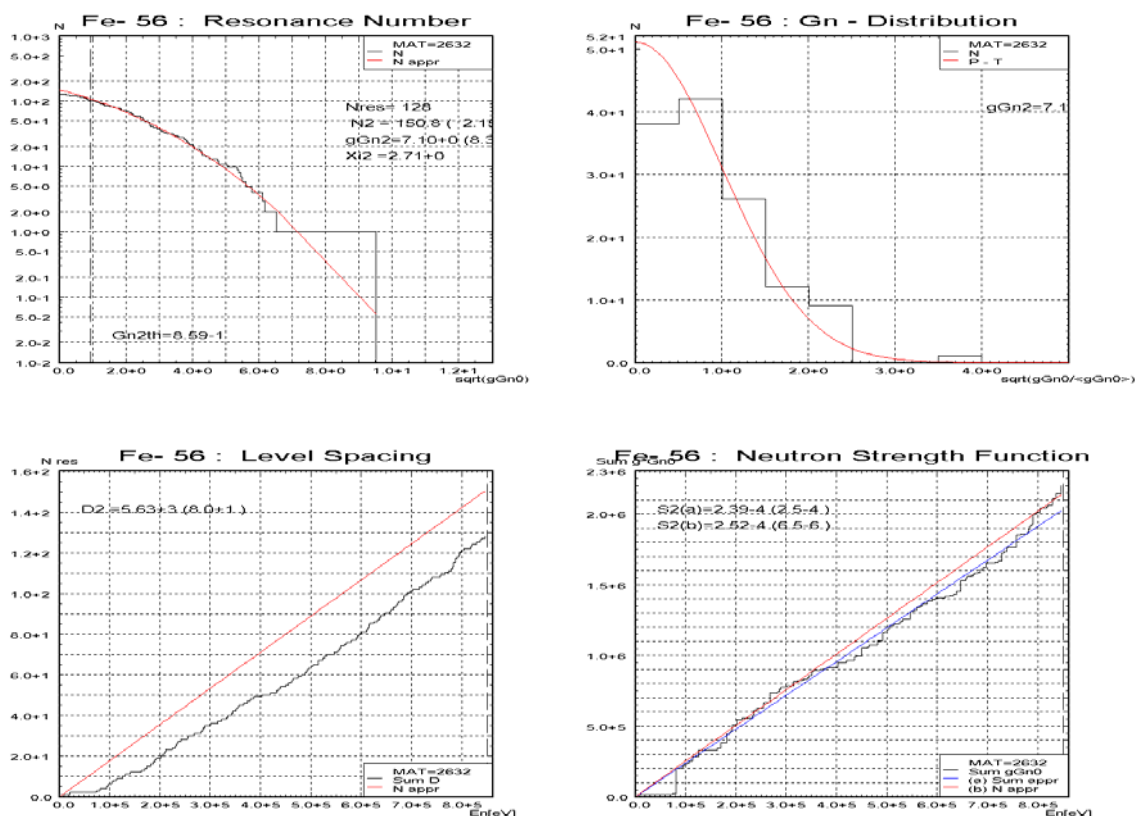 Fe- 56 : Resonance Number
N
1.0+3
5.0+2
2.0+2
1.0+2
5.0+1
2.0+1
1.0+1
5.0+0
2.0+0
1.0+0
5.0-1
2.0-1
1.0-1
5.0-2
2.0-2
1.0-2
MAT=2632
N
N appr
Nres= 128
N2 = 150.8 ( 2.15
gGn2=7.10+0 (8.3
Xi2 =2.71+0
Gn2th=8.59-1
0.0 2.0+0 4.0+0 6.0+0 8.0+0 1.0+1 1.2+1
sqrt(gGn0)
Fe- 56 : Gn - Distribution
N
5.2+1
4.0+1
3.0+1
2.0+1
1.0+1
0.0
MAT=2632
N
P - T
gGn2=7.1
0.0 1.0+0 2.0+0 3.0+0 4.0+0
sqrt(gGn0/<gGn0>)
Fe- 56 : Level Spacing
N res
1.6+2
1.4+2
1.2+2
1.0+2
8.0+1
6.0+1
4.0+1
2.0+1
0.0
D2 =5.63+3 (8.0+1 )
MAT=2632
Sum D
N appr
0.0 1.0+5 2.0+5 3.0+5 4.0+5 5.0+5 6.0+5 7.0+5 8.0+5
En[eV]
Fe- 56 : Neutron Strength Function
Sum g*Gn0
2.3+6
2.0+6
1.5+6
1.0+6
5.0+5
0.0
S2(a)=2.39-4 (2.5-4 )
S2(b)=2.52-4 (6.5-6 )
MAT=2632
Sum gGn0
(a) Sum appr
(b) N appr
0.0 1.0+5 2.0+5 3.0+5 4.0+5 5.0+5 6.0+5 7.0+5 8.0+5
En[eV]